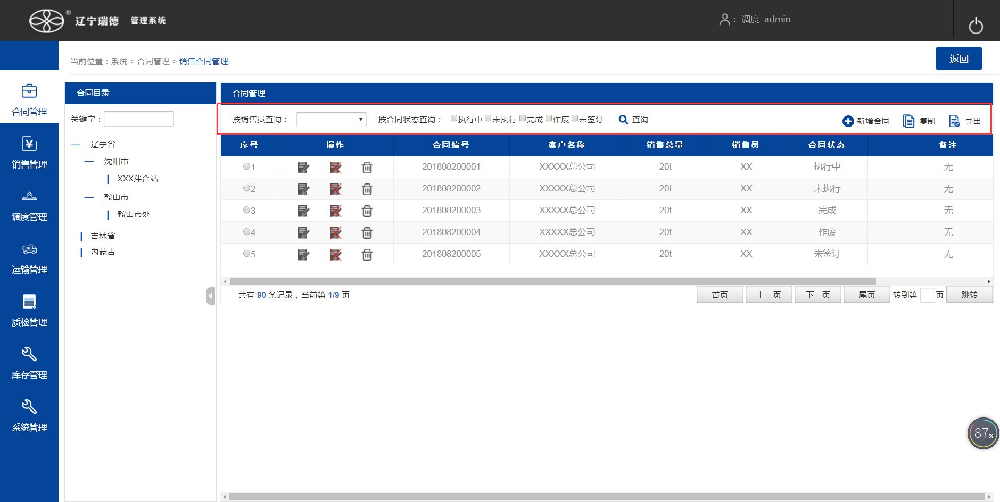 ® 辽宁瑞德 管理系统
: 调度 admin
当前位置：系统 > 合同管理 > 销售合同管理
返回
合同管理
销售管理
调度管理
运输管理
质检管理
库存管理
系统管理
合同目录
关键字：
辽宁省
沈阳市
XXX拌合站
鞍山市
鞍山市处
吉林省
内蒙古
合同管理
按销售员查询： 按合同状态查询： 执行中 未执行 完成 作废 未签订 查询 新增合同 复制 导出
序号 操作 合同编号 客户名称 销售总量 销售员 合同状态 备注
1 201808200001 XXXXX总公司 20t XX 执行中 无
2 201808200002 XXXXX总公司 20t XX 未执行 无
3 201808200003 XXXXX总公司 20t XX 完成 无
4 201808200004 XXXXX总公司 20t XX 作废 无
5 201808200005 XXXXX总公司 20t XX 未签订 无
共有 90 条记录，当前第 1/9 页 首页 上一页 下一页 尾页 转到第 页 跳转
87%